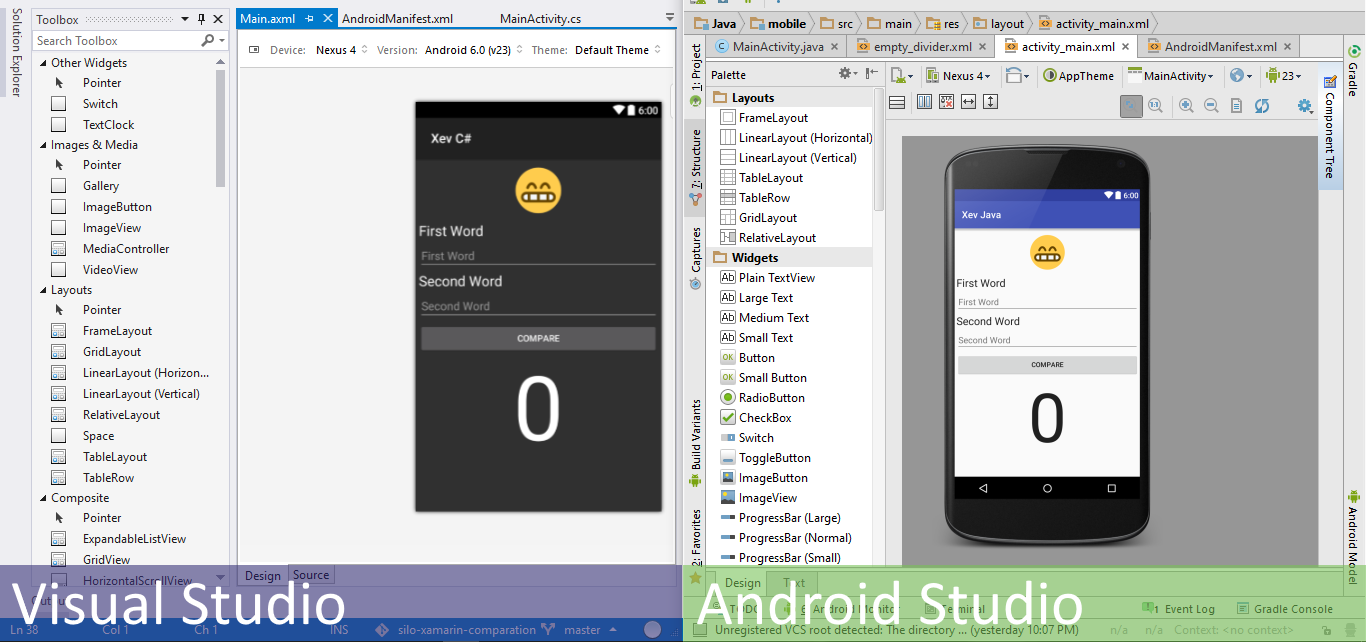 Solution Explorer
Toolbox
Search Toolbox
Other Widgets
Pointer
Switch
TextClock
Images & Media
Pointer
Gallery
ImageButton
ImageView
MediaController
VideoView
Layouts
Pointer
FrameLayout
GridLayout
LinearLayout (Horizon...
LinearLayout (Vertical)
RelativeLayout
Space
TableLayout
TableRow
Composite
Pointer
ExpandableListView
GridView
HorizontalScrollView
Main.axml
AndroidManifest.xml
MainActivity.cs
Device: Nexus 4 Version: Android 6.0 (v23) Theme: Default Theme
6:00
Xev C#
First Word
First Word
Second Word
Second Word
COMPARE
0
Design Source
Visual Studio
Ln 38 Col 1 Ch 1 INS silo-xamarin-comparation master
Java mobile src main res layout activity_main.xml
MainActivity.java empty_divider.xml activity_main.xml AndroidManifest.xml
1: Project
7: Structure
Captures
Build Variants
2: Favorites
Palette
Layouts
FrameLayout
LinearLayout (Horizontal)
LinearLayout (Vertical)
TableLayout
TableRow
GridLayout
RelativeLayout
Widgets
Plain TextView
Large Text
Medium Text
Small Text
Button
Small Button
RadioButton
CheckBox
Switch
ToggleButton
ImageButton
ImageView
ProgressBar (Large)
ProgressBar (Normal)
ProgressBar (Small)
Nexus 4 AppTheme MainActivity 23
6:00
Xev Java
First Word
First Word
Second Word
Second Word
COMPARE
0
Gradle
Component Tree
Android Model
Design Text
Android Studio
TODO 6: Android Monitor Terminal 1 Event Log Gradle Console
Unregistered VCS root detected: The directory ... (yesterday 10:07 PM) n/a n/a Context: <no context>